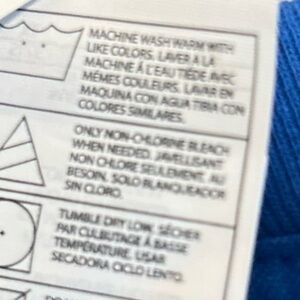 MACHINE WASH WARM WITH
LIKE COLORS. LAVER À LA
MACHINE À L'EAU TIÈDE AVEC
MÊMES COULEURS. LAVAR EN
MAQUINA CON AGUA TIBIA CON
COLORES SIMILARES.
ONLY NON-CHLORINE BLEACH
WHEN NEEDED. JAVELLISANT
NON CHLORE SEULEMENT AU
BESOIN. SOLO BLANQUEADOR
SIN CLORO.
TUMBLE DRY LOW. SÉCHER
PAR CULBUTAGE À BASSE
TEMPÉRATURE. USAR
SECADORA CICLO LENTO.